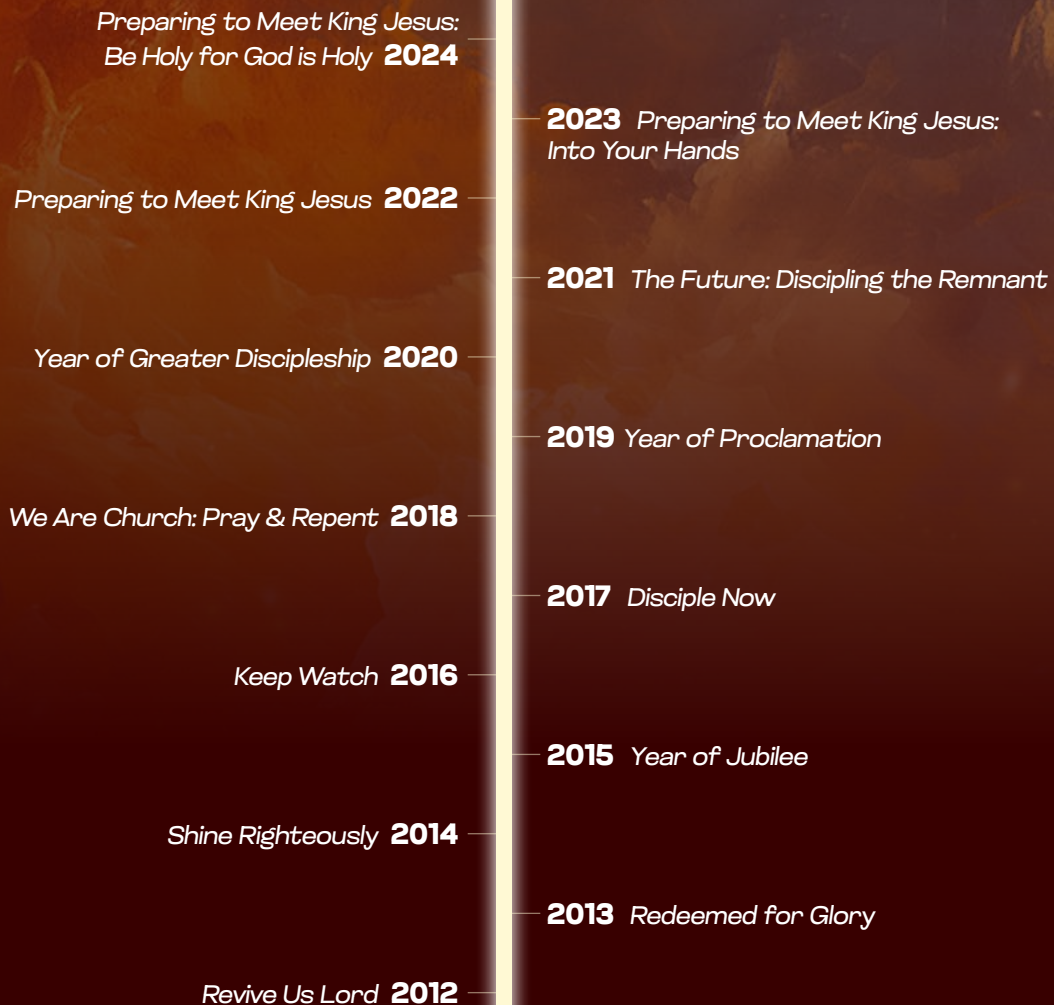 Preparing to Meet King Jesus:
Be Holy for God is Holy 2024
2023 Preparing to Meet King Jesus:
Into Your Hands
Preparing to Meet King Jesus 2022
2021 The Future: Discipling the Remnant
Year of Greater Discipleship 2020
2019 Year of Proclamation
We Are Church: Pray & Repent 2018
2017 Disciple Now
Keep Watch 2016
2015 Year of Jubilee
Shine Righteously 2014
2013 Redeemed for Glory
Revive Us Lord 2012